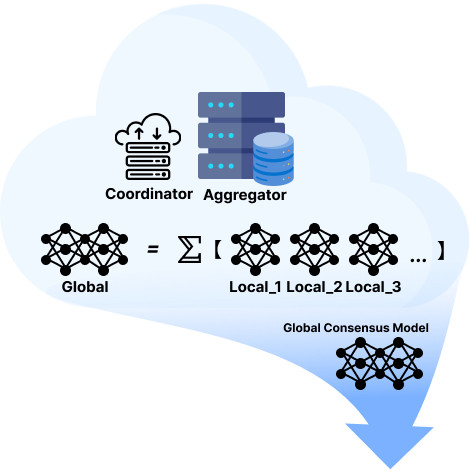 Coordinator Aggregator
= Σ【 ... 】
Global Local_1 Local_2 Local_3
Global Consensus Model